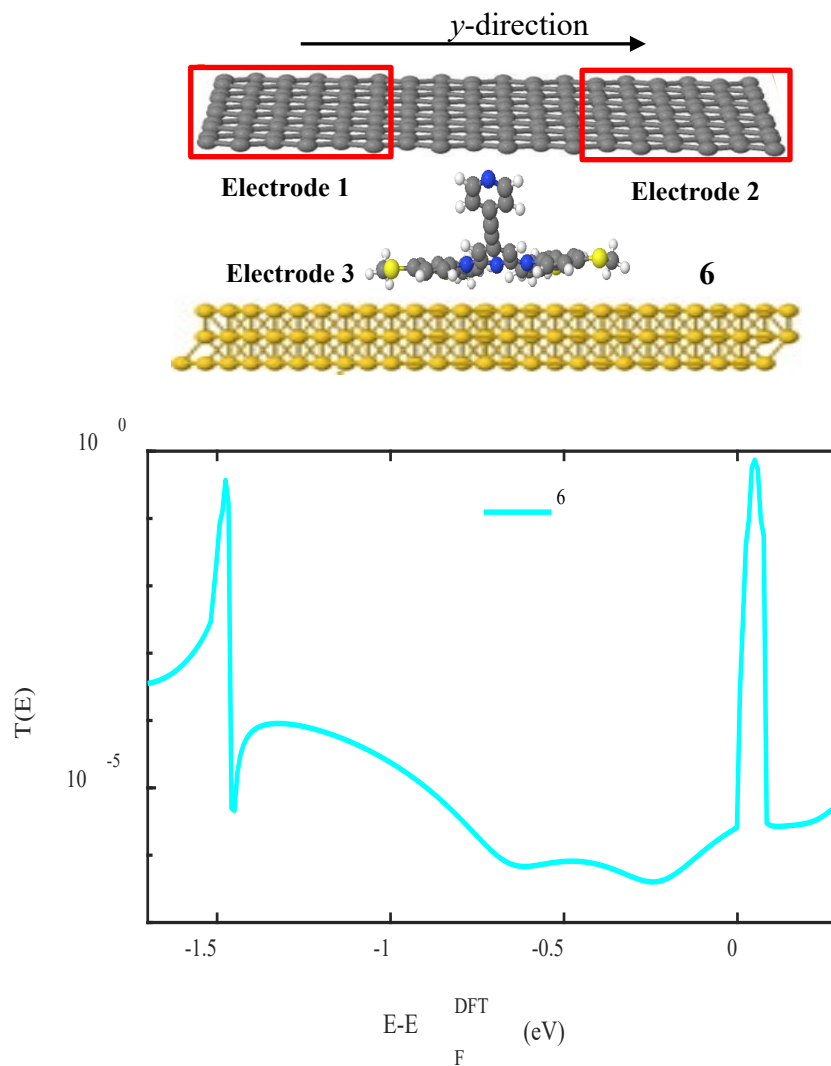 y-direction
Electrode 1
Electrode 2
Electrode 3
6
10 0
6
T(E)
10 -5
-1.5 -1 -0.5 0
E-E DFT F (eV)